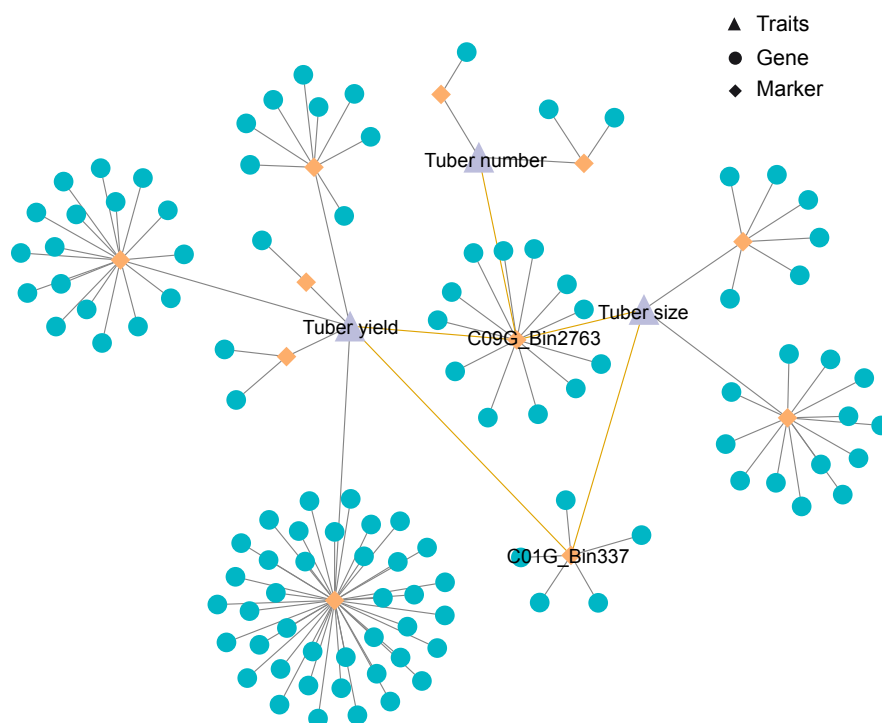 Traits
Gene
Marker
Tuber number
Tuber size
Tuber yield
C09G_Bin2763
C01G_Bin337